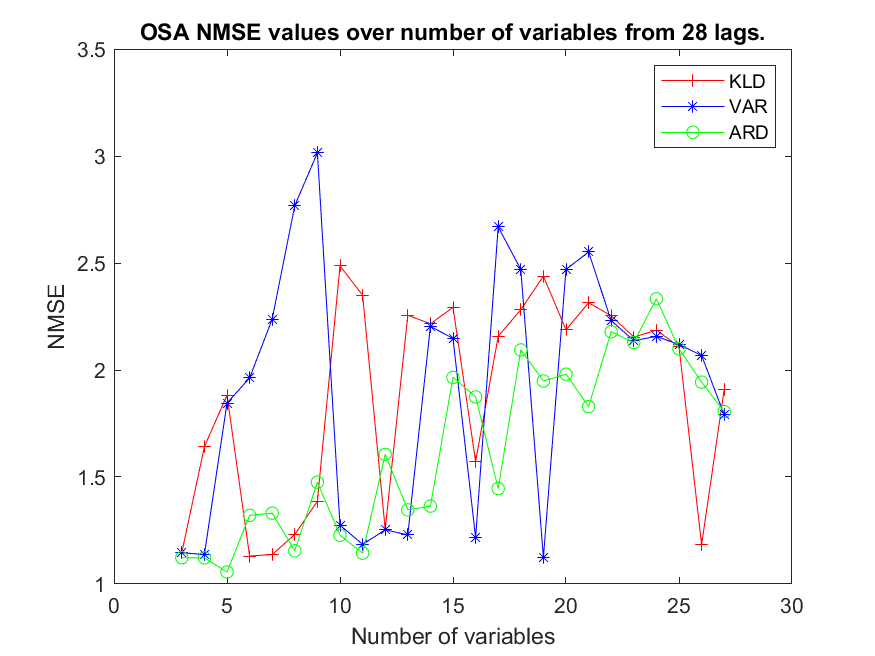 OSA NMSE values over number of variables from 28 lags.
3.5
3
2.5
2
1.5
1
NMSE
KLD
VAR
ARD
0
5
10
15
20
25
30
Number of variables